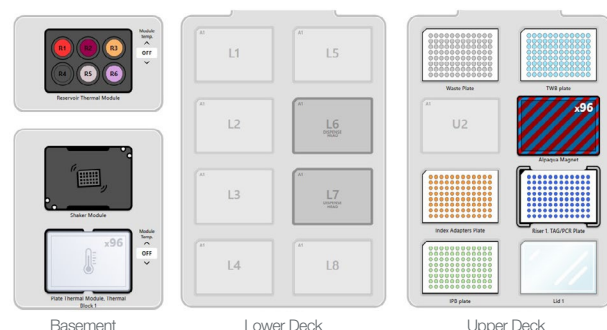 Module
temp.
OFF
R1
R2
R3
R4
R5
R6
Reservoir Thermal Module
Shaker Module
x96
Module
Temp.
OFF
Plate Thermal Module, Thermal
Block 1
Basement
A1
L1
A1
L5
A1
L2
A1
L6
A1
L3
A1
L7
A1
L4
A1
L8
Lower Deck
Waste Plate
TWB plate
A1
U2
x96
Alpaqua Magnet
Index Adapters Plate
Riser 1. TAG/PCR Plate
IPB plate
Lid 1
Upper Deck